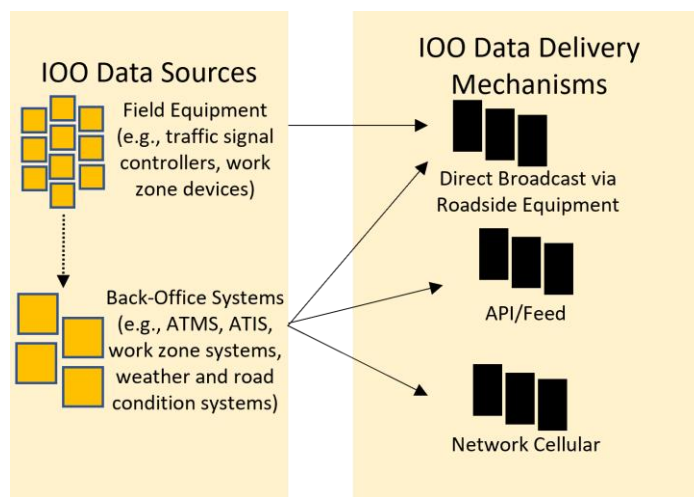 IOO Data Sources
Field Equipment
(e.g., traffic signal
controllers, work
zone devices)
Back-Office Systems
(e.g., ATMS, ATIS,
work zone systems,
weather and road
condition systems)
IOO Data Delivery
Mechanisms
Direct Broadcast via
Roadside Equipment
API/Feed
Network Cellular